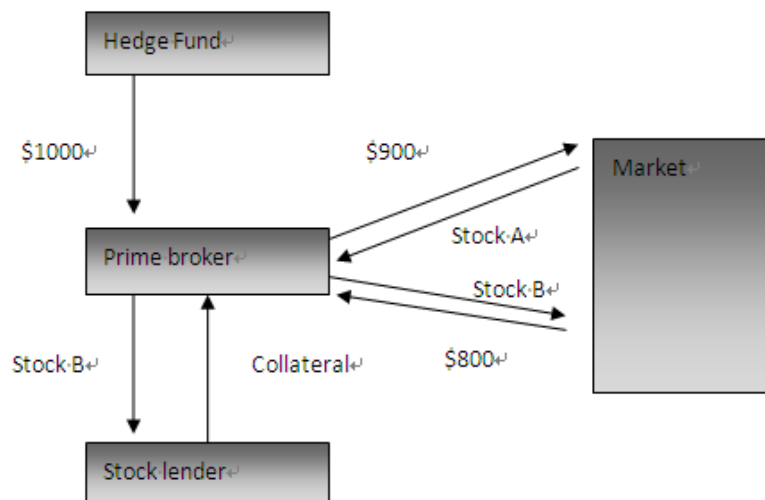 Hedge Fund↵
$1000↵
$900↵
Market↵
Stock A↵
Prime broker↵
Stock B↵
Stock B↵
Collateral↵
$800↵
Stock lender↵